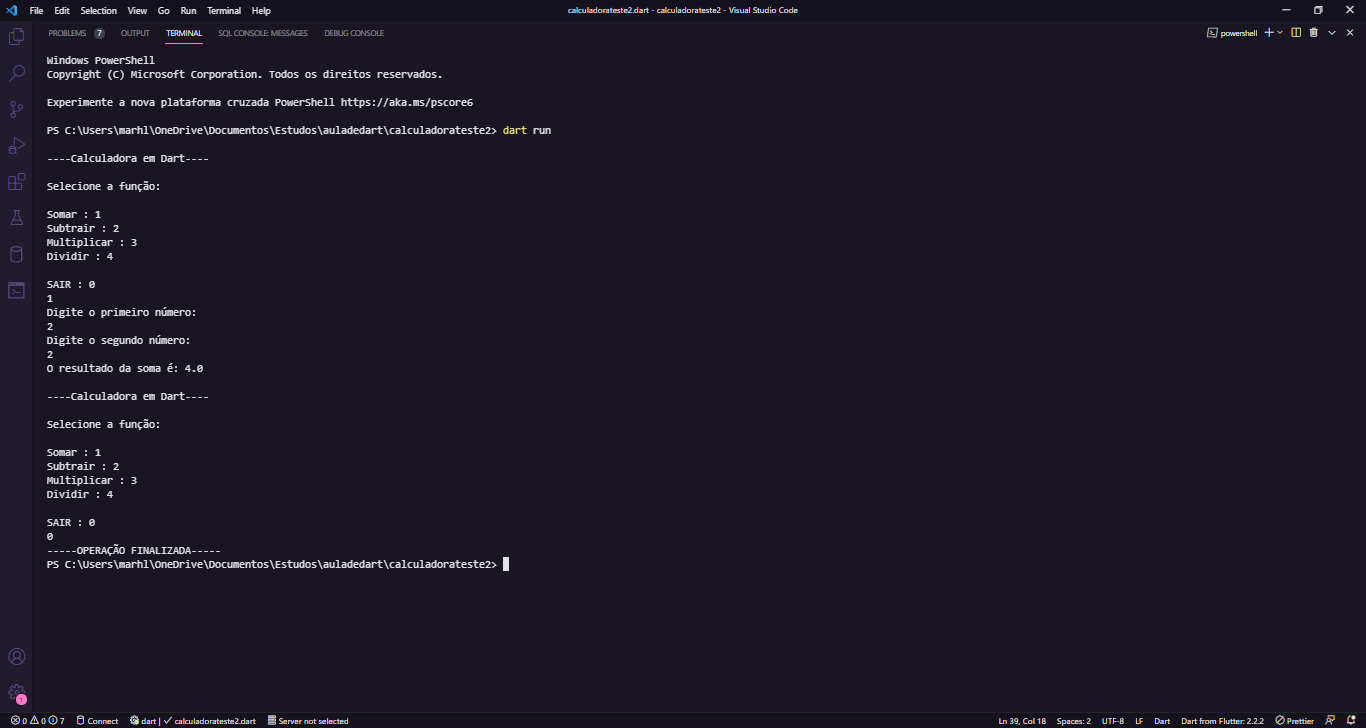 File Edit Selection View Go Run Terminal Help
calculadorateste2.dart - calculadorateste2 - Visual Studio Code
PROBLEMS 7 OUTPUT TERMINAL SQL CONSOLE: MESSAGES DEBUG CONSOLE
powershell
Windows PowerShell
Copyright (C) Microsoft Corporation. Todos os direitos reservados.
Experimente a nova plataforma cruzada PowerShell https://aka.ms/pscore6
PS C:\Users\marhl\OneDrive\Documentos\Estudos\auladedart\calculadorateste2> dart run
----Calculadora em Dart----
Selecione a função:
Somar : 1
Subtrair : 2
Multiplicar : 3
Dividir : 4
SAIR : 0
1
Digite o primeiro número:
2
Digite o segundo número:
2
O resultado da soma é: 4.0
----Calculadora em Dart----
Selecione a função:
Somar : 1
Subtrair : 2
Multiplicar : 3
Dividir : 4
SAIR : 0
0
-----OPERAÇÃO FINALIZADA-----
PS C:\Users\marhl\OneDrive\Documentos\Estudos\auladedart\calculadorateste2>
1
0 0 7 Connect dart | calculadorateste2.dart Server not selected
Ln 39, Col 18 Spaces: 2 UTF-8 LF Dart Dart from Flutter: 2.2.2 Prettier